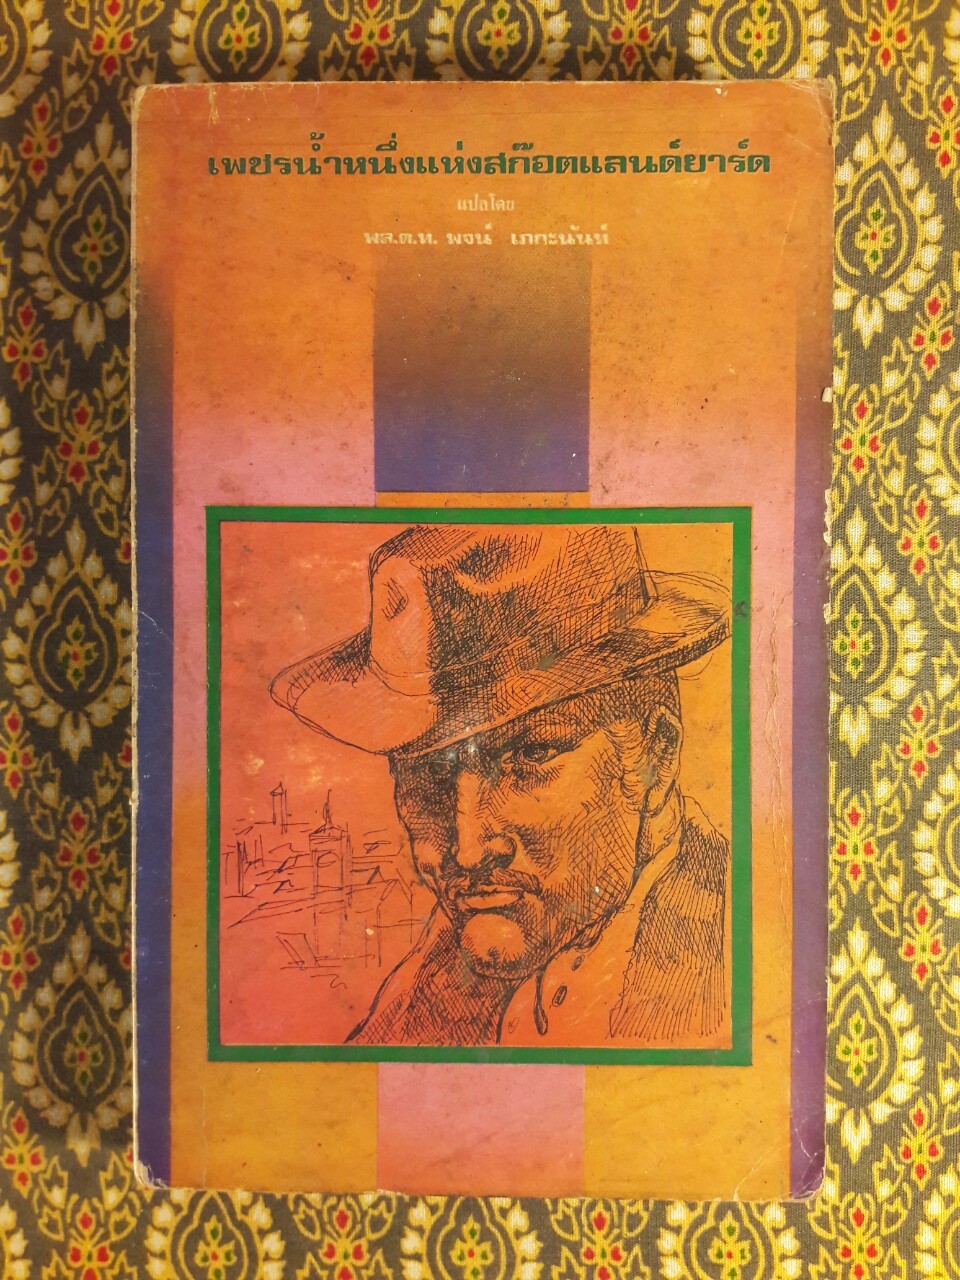 เพชรน้ำหนึ่งแห่งสก๊อตแลนด์ยาร์ด
แปลโดย
พล.ต.ท. พจน์ เภกะนันทน์